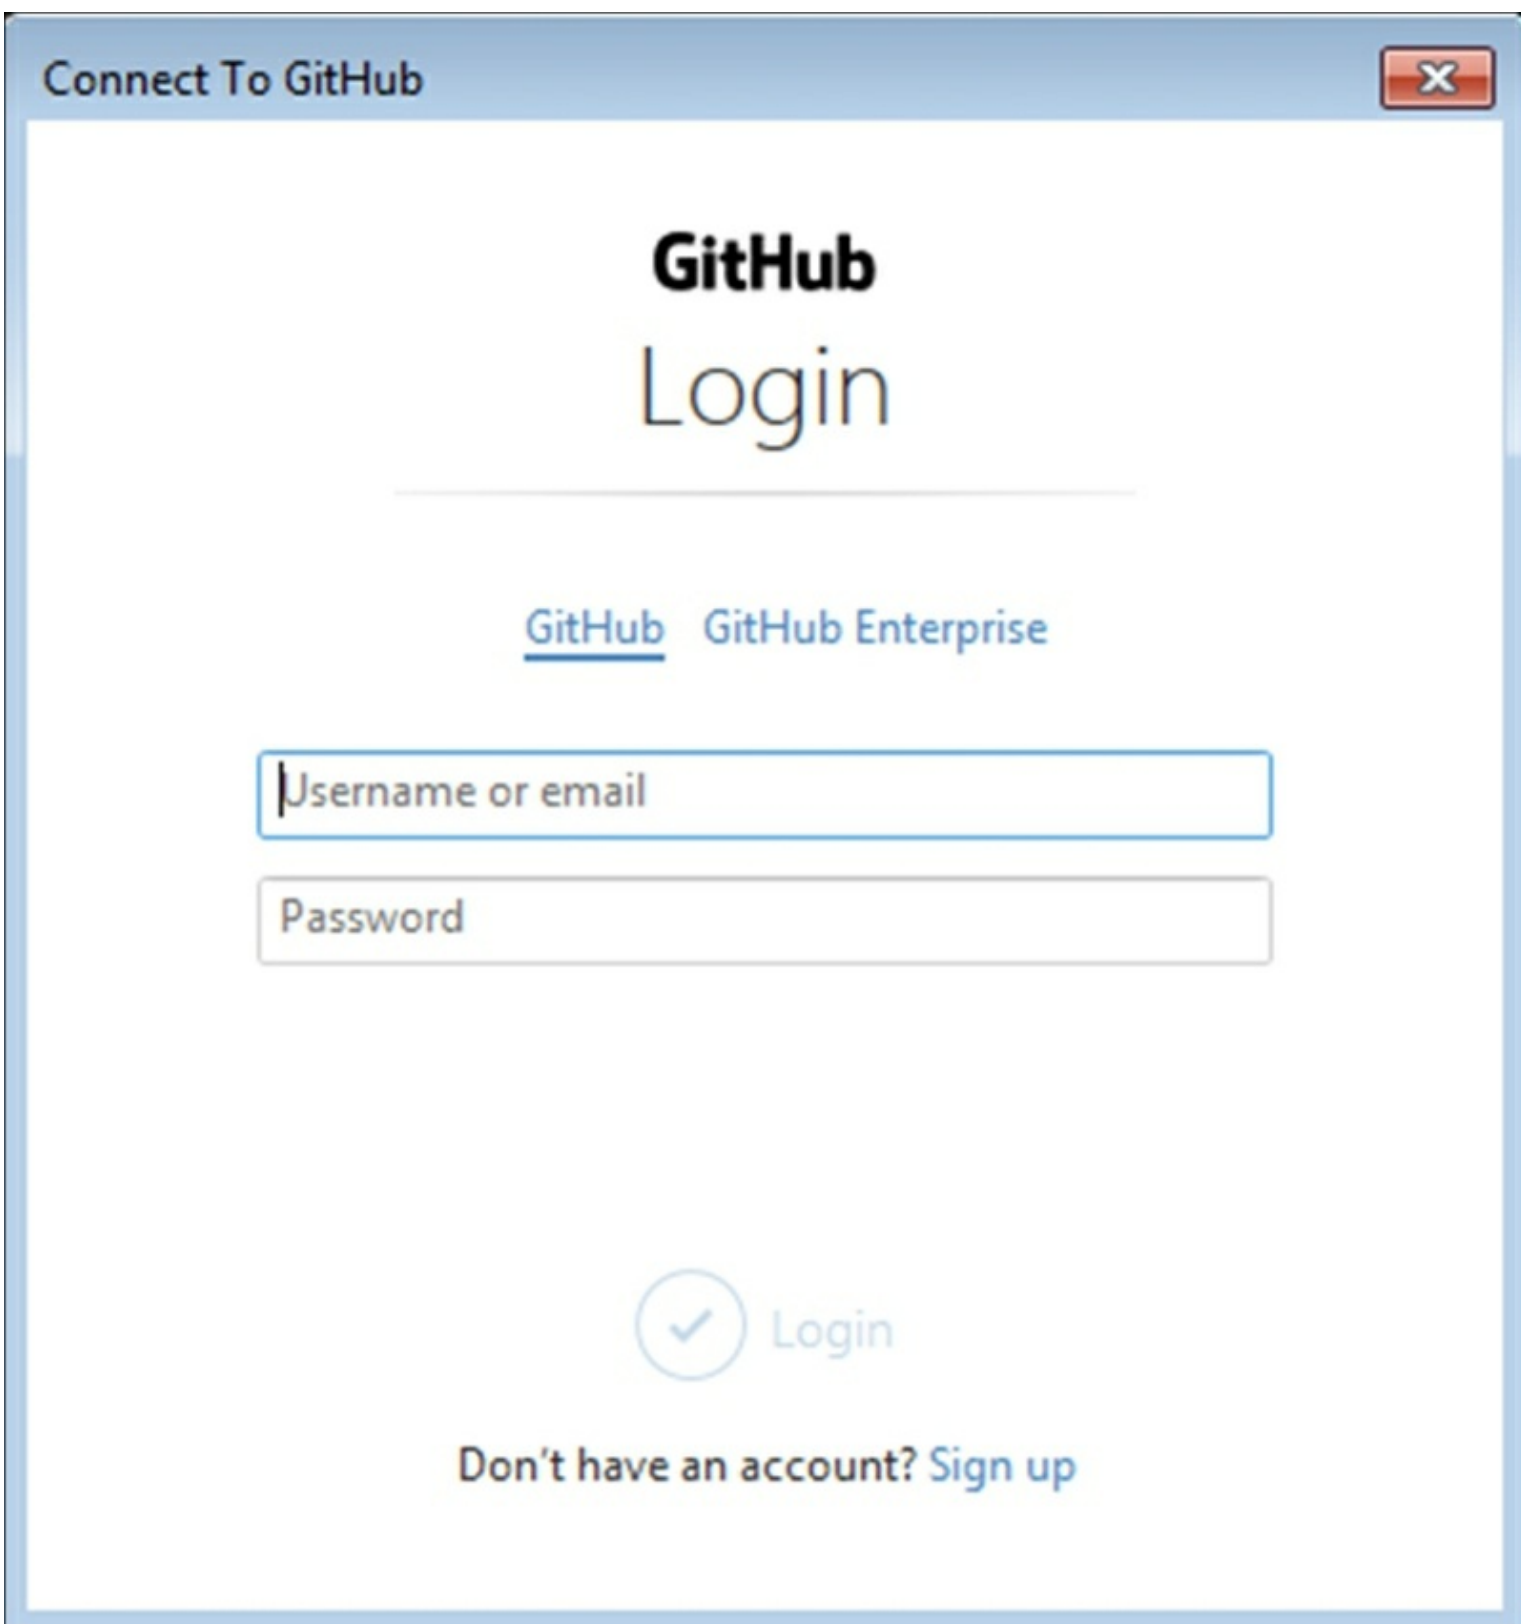 Connect To GitHub
GitHub
Login
GitHub GitHub Enterprise
Username or email
Password
Login
Don't have an account? Sign up